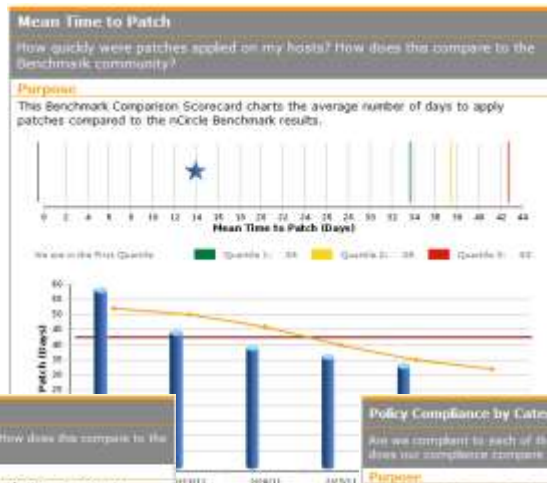 Mean Time to Patch
How quickly were patches applied on my hosts? How does this compare to the
Benchmark community?
Purpose
This Benchmark Comparison Scorecard charts the average number of days to apply
patches compared to the nCircle Benchmark results.
0 2 4 6 8 10 12 14 16 18 20 22 24 26 28 30 32 34 36 38 40 42 44
Mean Time to Patch (Days)
We are in the First Quartile
Quartile 1:
Quartile 2:
Quartile 3:
60
50
40
30
20
Patch (Days)
How does this compare to the
Policy Compliance by Cate
Are we compliant to each of th
does our compliance compare
Purpose